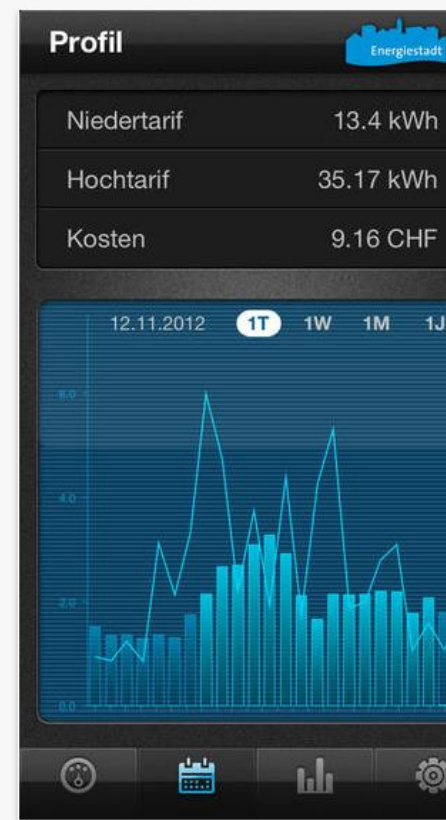 Profil
Energiestadt
Niedertarif 13.4 kWh
Hochtarif 35.17 kWh
Kosten 9.16 CHF
12.11.2012 1T 1W 1M 1J
6.0
4.0
2.0
0.0